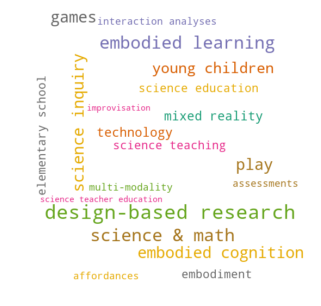 games
interaction analyses
embodied learning
young children
science education
elementary school
science inquiry
improvisation
mixed reality
technology
science teaching
play
multi-modality
assessments
science teacher education
design-based research
science & math
embodied cognition
affordances
embodiment